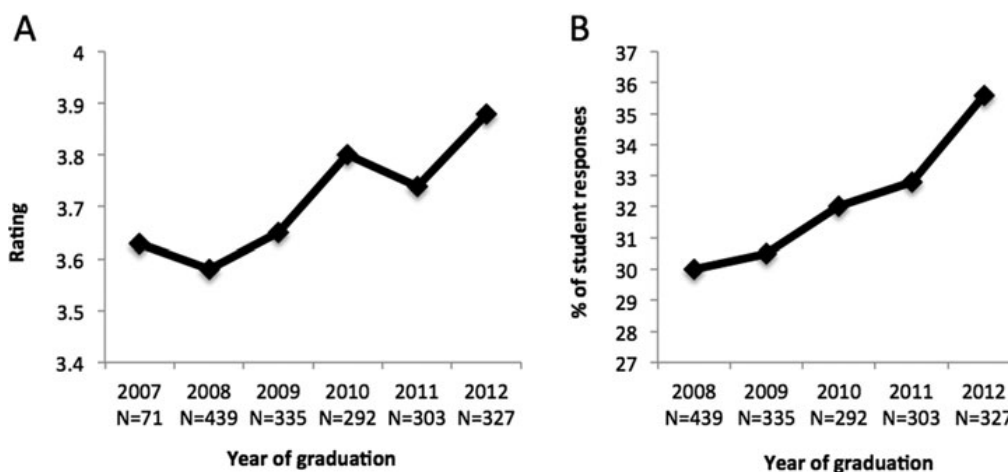 A
4
3.9
3.8
3.7
3.6
3.5
3.4
Rating
2007 2008 2009 2010 2011 2012
N=71 N=439 N=335 N=292 N=303 N=327
Year of graduation
B
37
36
35
34
33
32
31
30
29
28
27
% of student responses
2008 2009 2010 2011 2012
N=439 N=335 N=292 N=303 N=327
Year of graduation